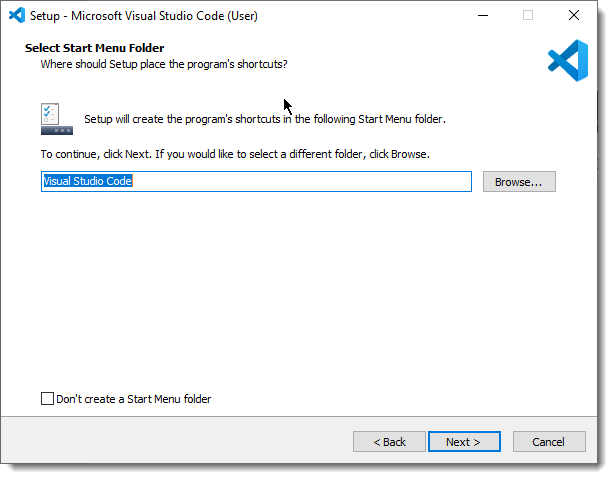 Setup - Microsoft Visual Studio Code (User)
Select Start Menu Folder
Where should Setup place the program's shortcuts?
Setup will create the program's shortcuts in the following Start Menu folder.
To continue, click Next. If you would like to select a different folder, click Browse.
Visual Studio Code
Browse...
Don't create a Start Menu folder
< Back
Next >
Cancel